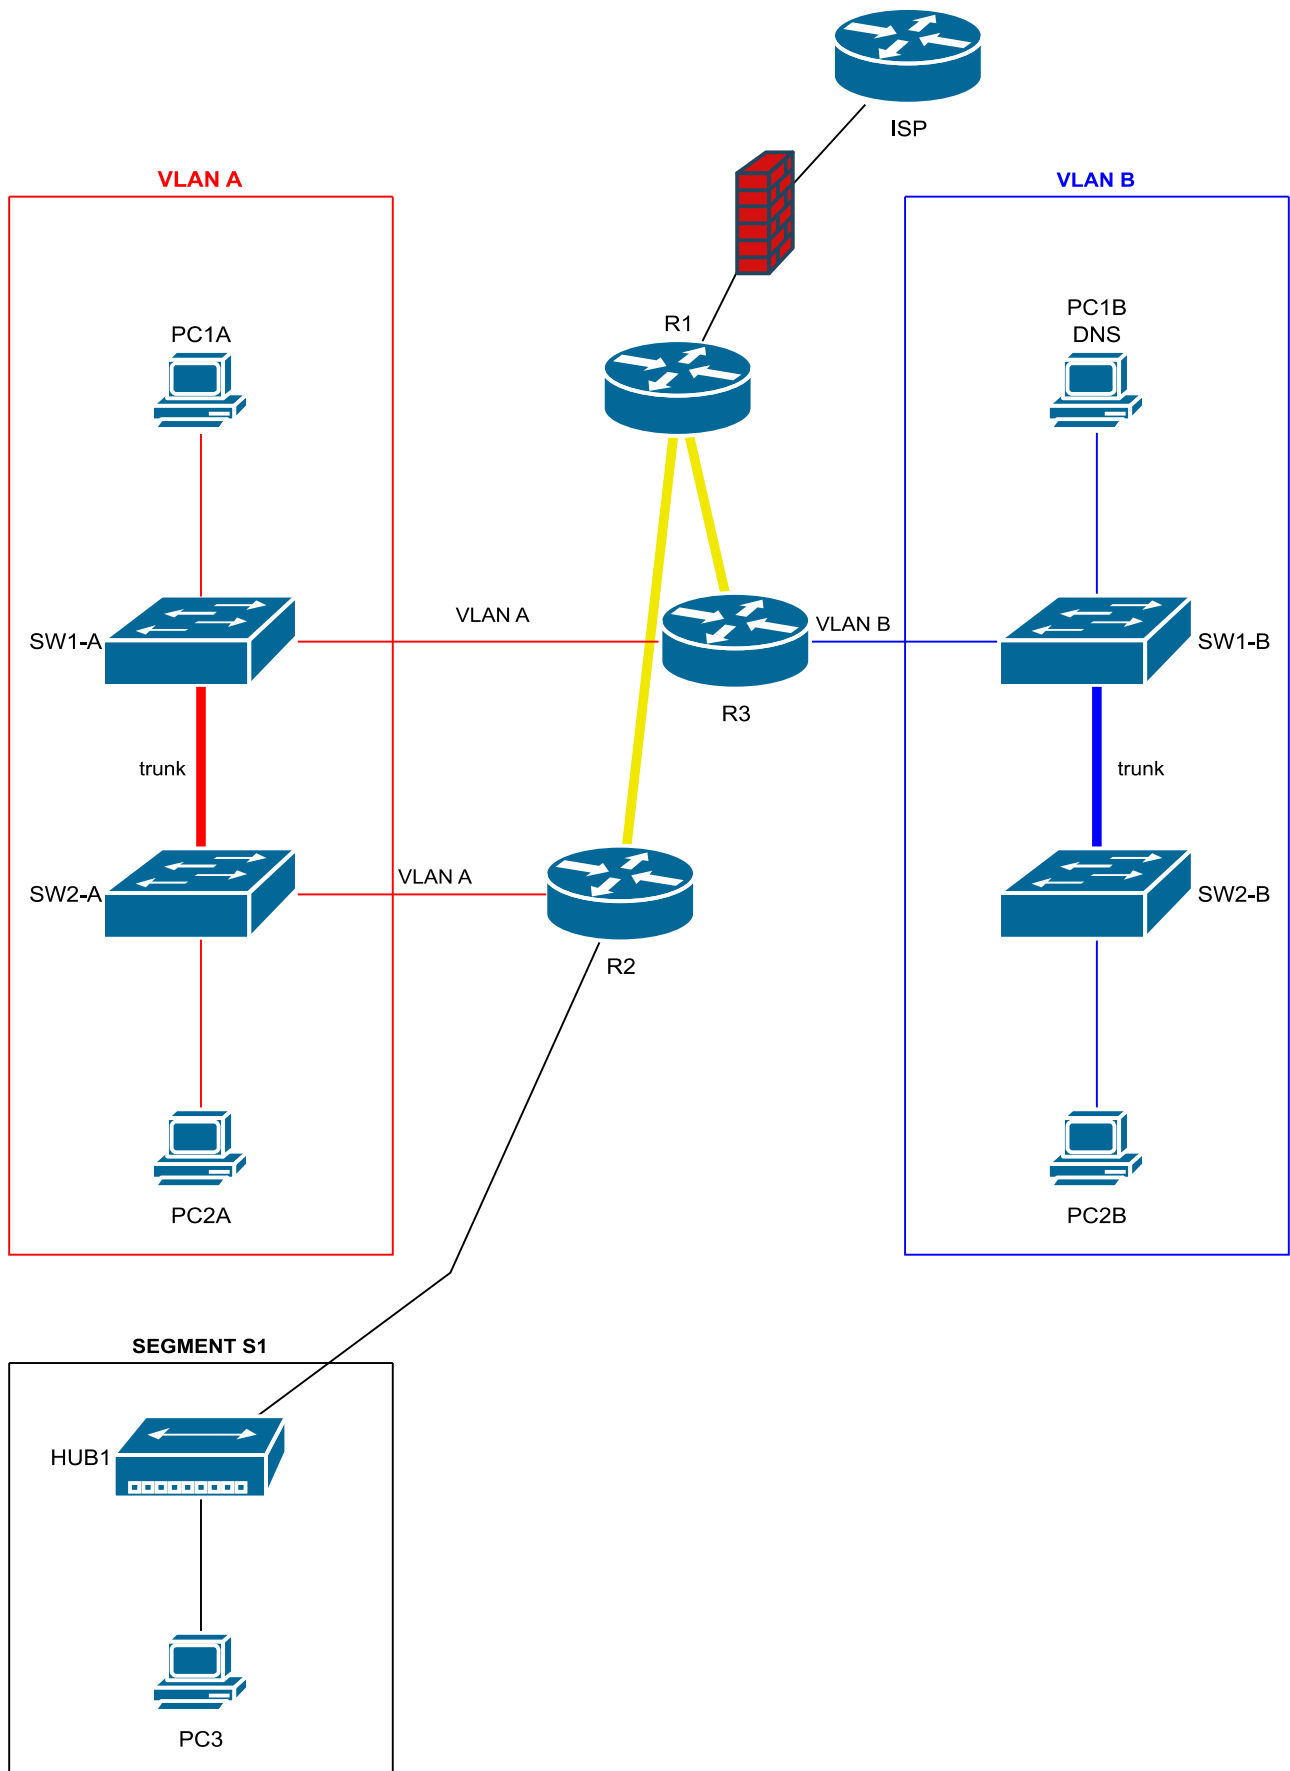 ISP
VLAN A
VLAN B
R1
PC1A
PC1B
DNS
VLAN A
VLAN B
SW1-A
SW1-B
R3
trunk
trunk
VLAN A
SW2-A
SW2-B
R2
PC2A
PC2B
SEGMENT S1
HUB1
PC3